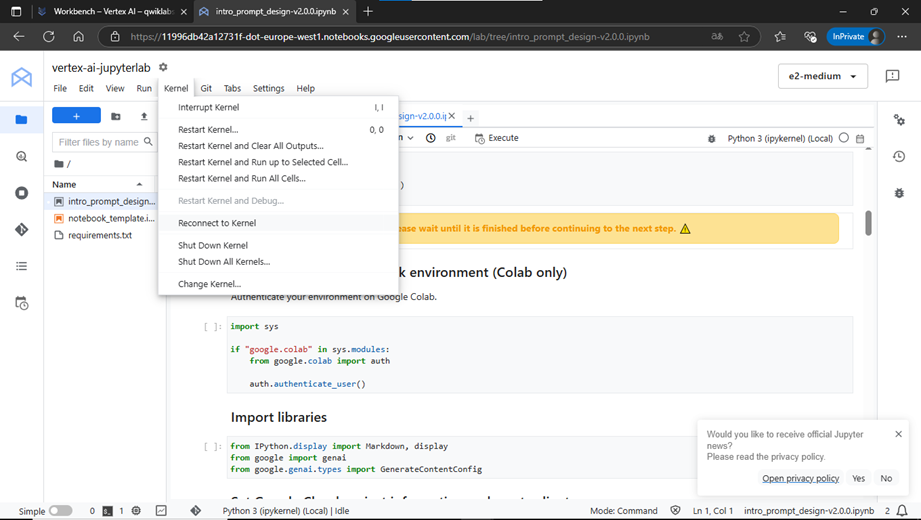 Workbench – Vertex AI – qwiklabs
intro_prompt_design-v2.0.0.ipynb
https://11996db42a12731f-dot-europe-west1.notebooks.googleusercontent.com/lab/tree/intro_prompt_design-v2.0.0.ipynb
InPrivate
vertex-ai-jupyterlab
e2-medium
File Edit View Run Kernel Git Tabs Settings Help
Interrupt Kernel I, I
Restart Kernel... 0, 0
Restart Kernel and Clear All Outputs...
Restart Kernel and Run up to Selected Cell...
Restart Kernel and Run All Cells...
Restart Kernel and Debug...
Reconnect to Kernel
Shut Down Kernel
Shut Down All Kernels...
Change Kernel...
Filter files by name
/
Name
intro_prompt_design...
notebook_template.i...
requirements.txt
git
Execute
Python 3 (ipykernel) (Local)
)
wait until it is finished before continuing to the next step. ⚠
environment (Colab only)
Authenticate your environment on Google Colab.
[ ]: import sys
if "google.colab" in sys.modules:
from google.colab import auth
auth.authenticate_user()
Import libraries
[ ]: from IPython.display import Markdown, display
from google import genai
from google.genai.types import GenerateContentConfig
Would you like to receive official Jupyter
news?
Please read the privacy policy.
Open privacy policy Yes No
Simple 0 1 Python 3 (ipykernel) (Local) | Idle Mode: Command Ln 1, Col 1 intro_prompt_design-v2.0.0.ipynb 2